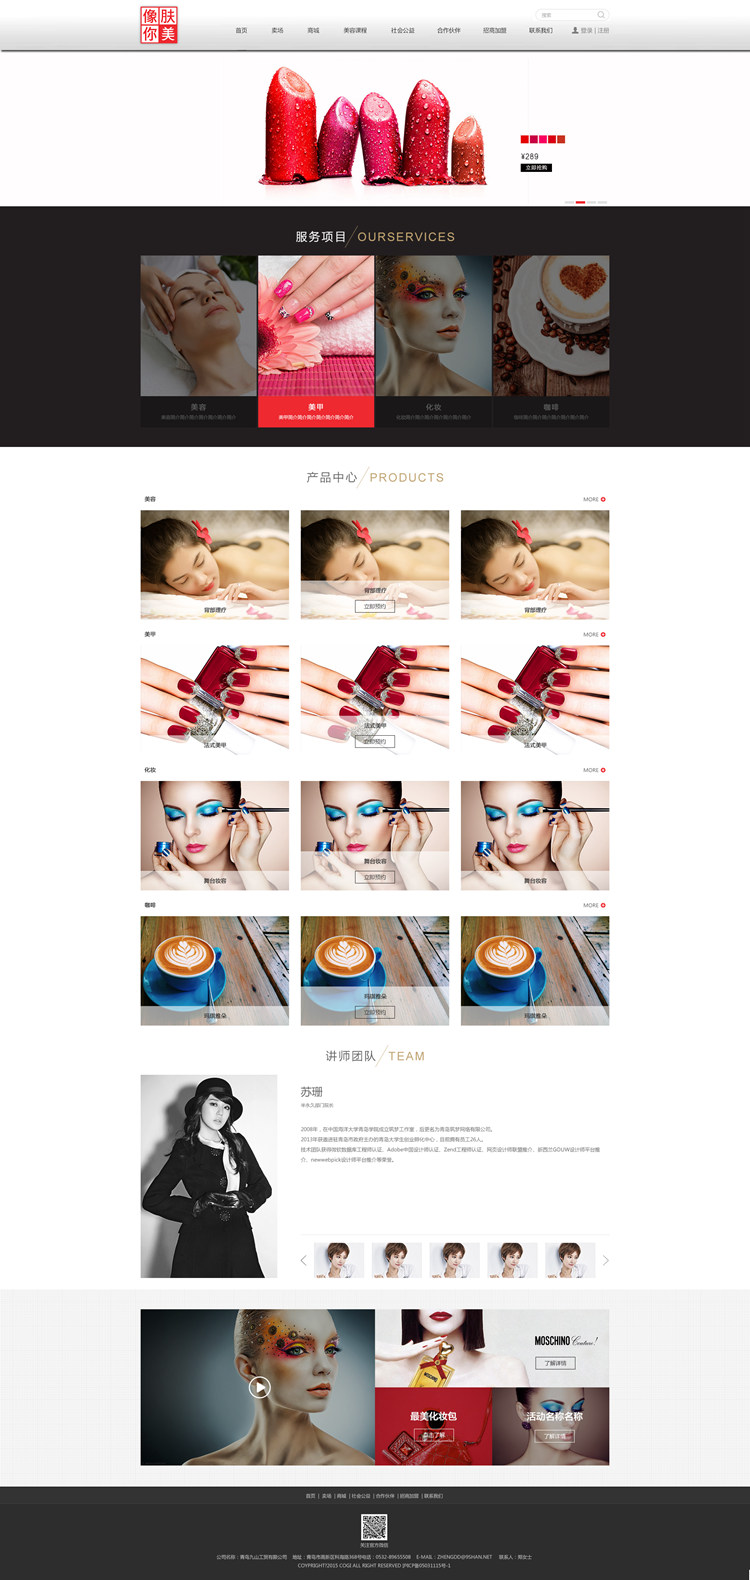 像肤
你美
搜索
首页 卖场 商城 美容课程 社会公益 合作伙伴 招商加盟 联系我们 登录 | 注册
¥289
立即抢购
服务项目 OURSERVICES
美容 美甲 化妆 咖啡
美容简介简介简介简介简介简介简介 美甲简介简介简介简介简介简介简介 化妆简介简介简介简介简介简介简介 咖啡简介简介简介简介简介简介简介
产品中心 PRODUCTS
美容 MORE
背部理疗 背部理疗 背部理疗
立即预约
美甲 MORE
法式美甲 法式美甲 法式美甲
立即预约
化妆 MORE
舞台妆容 舞台妆容 舞台妆容
立即预约
咖啡 MORE
玛琪雅朵 玛琪雅朵 玛琪雅朵
立即预约
讲师团队 TEAM
苏珊
半永久部门院长
2008年，在中国海洋大学青岛学院成立筑梦工作室，后更名为青岛筑梦网络有限公司。
2013年获邀进驻青岛市政府主办的青岛大学生创业孵化中心，目前拥有员工26人。
技术团队获得微软数据库工程师认证、Adobe中国设计师认证、Zend工程师认证、网页设计师联盟推介、新西兰GOUW设计师平台推
介、newwebpick设计师平台推介等荣誉。
MOSCHINO Couture!
了解详情
最美化妆包 活动名称名称
点击了解 了解详情
首页 | 卖场 | 商城 | 社会公益 | 合作伙伴 | 招商加盟 | 联系我们
关注官方微信
公司名称：青岛九山工贸有限公司 地址：青岛市南京区科海路368号电话：0532-89655508 E-MAIL：ZHENGDD@9SHAN.NET 联系人：郑女士
COYPRIGHT?2015 COGI ALL RIGHT RESERVED 沪ICP备05031115号-1